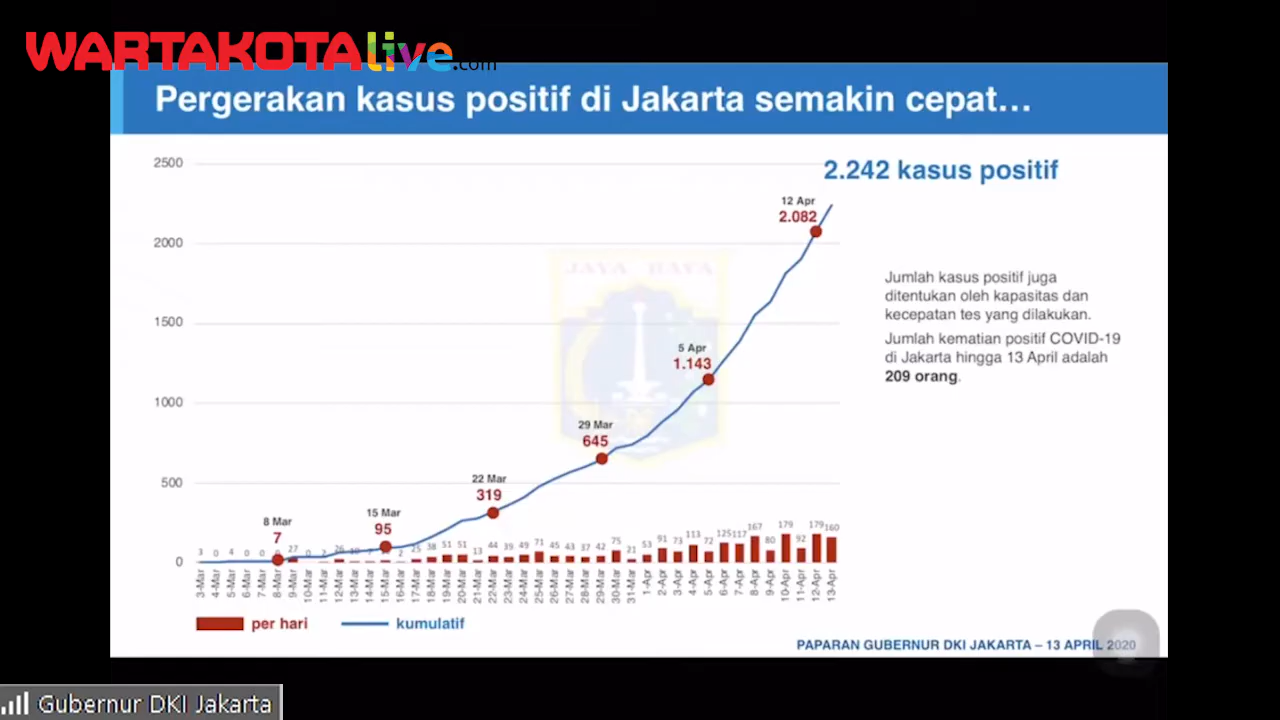 WARTAKOTAlive.com
Pergerakan kasus positif di Jakarta semakin cepat...
2500
2.242 kasus positif
12 Apr
2.082
2000
JAYA RAYA
Jumlah kasus positif juga
ditentukan oleh kapasitas dan
kecepatan tes yang dilakukan.
1500
Jumlah kematian positif COVID-19
di Jakarta hingga 13 April adalah
209 orang.
5 Apr
1.143
1000
29 Mar
645
22 Mar
319
500
15 Mar
95
8 Mar
7
3 0 4 0 0 0 27 0 2 26 10 7 2 25 38 51 51 13 44 39 49 71 45 43 37 42 75 21 53 91 73 113 72 125 117 167 80 179 92 179 160
0
3-Mar 4-Mar 5-Mar 6-Mar 7-Mar 8-Mar 9-Mar 10-Mar 11-Mar 12-Mar 13-Mar 14-Mar 15-Mar 16-Mar 17-Mar 18-Mar 19-Mar 20-Mar 21-Mar 22-Mar 23-Mar 24-Mar 25-Mar 26-Mar 27-Mar 28-Mar 29-Mar 30-Mar 31-Mar 1-Apr 2-Apr 3-Apr 4-Apr 5-Apr 6-Apr 7-Apr 8-Apr 9-Apr 10-Apr 11-Apr 12-Apr 13-Apr
per hari kumulatif
PAPARAN GUBERNUR DKI JAKARTA – 13 APRIL 2020
Gubernur DKI Jakarta